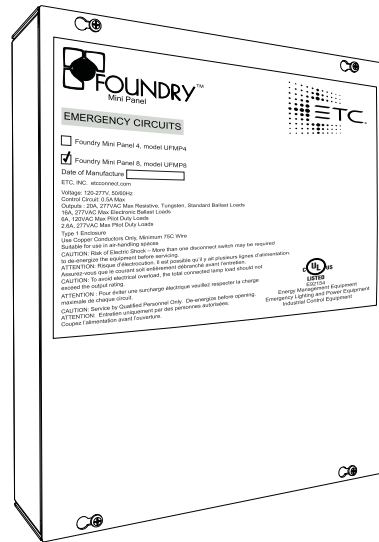 FOUNDRY™
Mini Panel
ETC.
EMERGENCY CIRCUITS
Foundry Mini Panel 4, model UFMP4
Foundry Mini Panel 8, model UFMP8
Date of Manufacture
ETC, INC. etcconnect.com
Voltage: 120-277V, 50/60Hz
Control Circuit: 0.5A Max
Outputs : 20A, 277VAC Max Resistive, Tungsten, Standard Ballast Loads
16A, 277VAC Max Electronic Ballast Loads
6A, 120VAC Max Pilot Duty Loads
2.6A, 277VAC Max Pilot Duty Loads
Type 1 Enclosure
Use Copper Conductors Only, Minimum 75C Wire
Suitable for use in air-handling spaces
CAUTION: Risk of Electric Shock – More than one disconnect switch may be required
to de-energize the equipment before servicing.
ATTENTION: Risque d'électrocution. Il est possible qu'il y ait plusieurs lignes d'alimentation.
Assurez-vous que le courant soit entièrement débranché avant l'entretien.
CAUTION: To avoid electrical overload, the total connected lamp load should not
exceed the output rating.
ATTENTION : Pour éviter une surcharge électrique veuillez respecter la charge
maximale de chaque circuit.
CAUTION: Service by Qualified Personnel Only. De-energize before opening.
ATTENTION: Entretien uniquement par des personnes autorisées.
Coupez l'alimentation avant l'ouverture.
c UL us
LISTED
E92154
Energy Management Equipment
Emergency Lighting and Power Equipment
Industrial Control Equipment